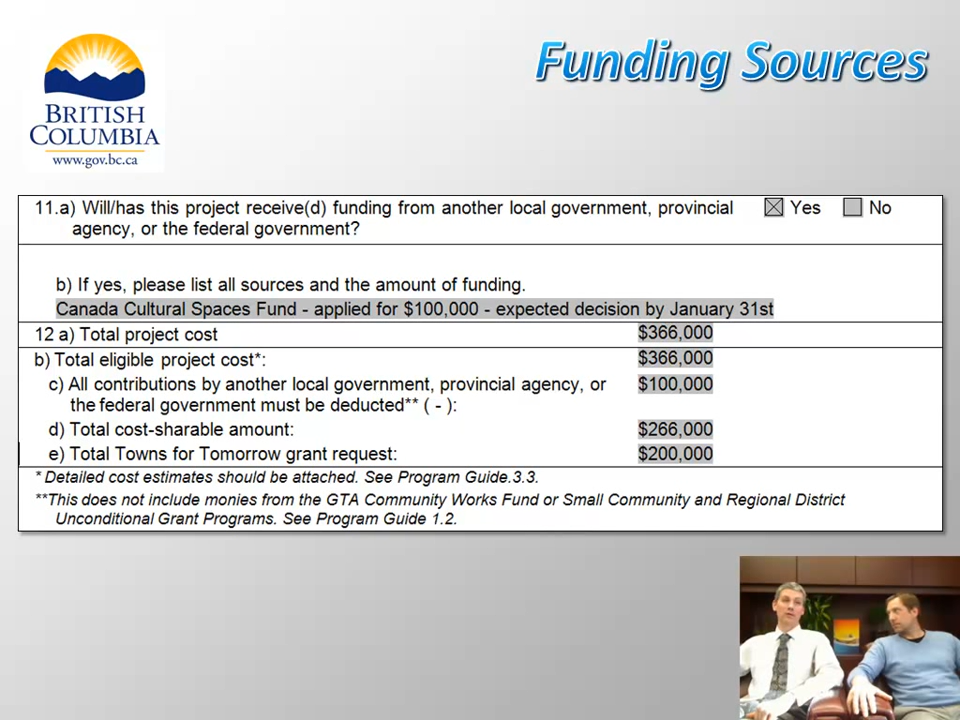 Funding Sources
BRITISH
COLUMBIA
www.gov.bc.ca
11.a) Will/has this project receive(d) funding from another local government, provincial Yes No
agency, or the federal government?
b) If yes, please list all sources and the amount of funding.
Canada Cultural Spaces Fund - applied for $100,000 - expected decision by January 31st
12 a) Total project cost $366,000
b) Total eligible project cost*: $366,000
c) All contributions by another local government, provincial agency, or $100,000
the federal government must be deducted** ( - ):
d) Total cost-sharable amount: $266,000
e) Total Towns for Tomorrow grant request: $200,000
* Detailed cost estimates should be attached. See Program Guide.3.3.
**This does not include monies from the GTA Community Works Fund or Small Community and Regional District
Unconditional Grant Programs. See Program Guide 1.2.